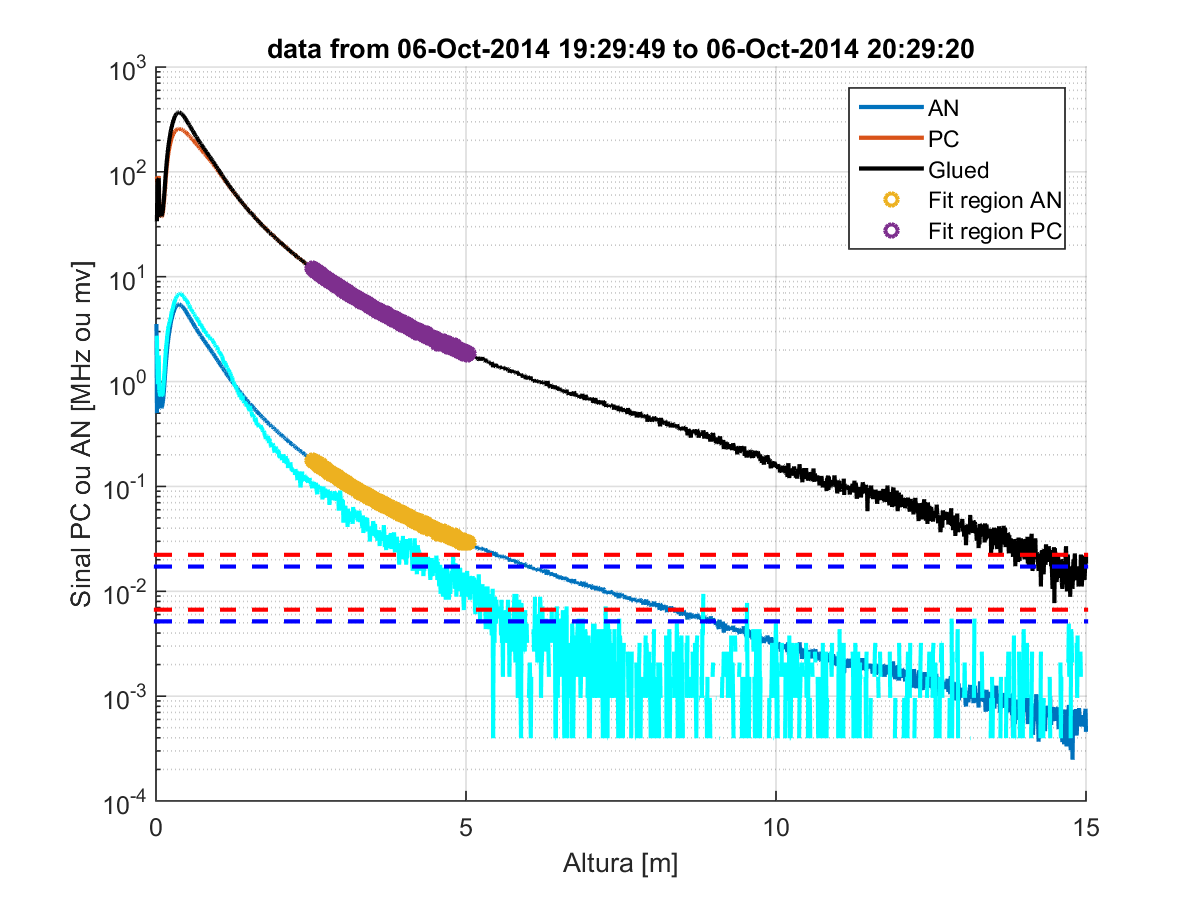 data from 06-Oct-2014 19:29:49 to 06-Oct-2014 20:29:20
Sinal PC ou AN [MHz ou mv]
10^3
10^2
10^1
10^0
10^-1
10^-2
10^-3
10^-4
AN
PC
Glued
Fit region AN
Fit region PC
0 5 10 15
Altura [m]